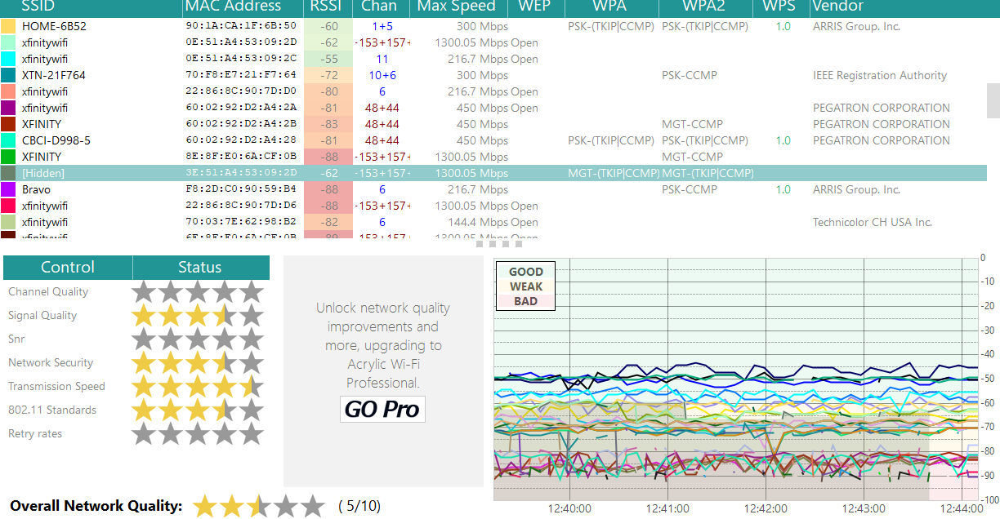 SSID MAC Address RSSI Chan Max Speed WEP WPA WPA2 WPS Vendor
HOME-6B52 90:1A:CA:1F:6B:50 -60 1+5 300 Mbps PSK-(TKIP|CCMP) PSK-(TKIP|CCMP) 1.0 ARRIS Group. Inc.
xfinitywifi 0E:51:A4:53:09:2D -62 -153+157+ 1300.05 Mbps Open
xfinitywifi 0E:51:A4:53:09:2C -55 11 216.7 Mbps Open
XTN-21F764 70:F8:E7:21:F7:64 -72 10+6 300 Mbps PSK-CCMP IEEE Registration Authority
xfinitywifi 22:86:8C:90:7D:D0 -80 6 216.7 Mbps Open
xfinitywifi 60:02:92:D2:A4:2A -81 48+44 450 Mbps Open PEGATRON CORPORATION
XFINITY 60:02:92:D2:A4:2B -83 48+44 450 Mbps MGT-CCMP PEGATRON CORPORATION
CBCI-D998-5 60:02:92:D2:A4:28 -81 48+44 450 Mbps PSK-(TKIP|CCMP) PSK-(TKIP|CCMP) 1.0 PEGATRON CORPORATION
XFINITY 8E:8F:E0:6A:CF:0B -88 -153+157+ 1300.05 Mbps MGT-CCMP
[Hidden] 3E:51:A4:53:09:2D -62 -153+157+ 1300.05 Mbps MGT-(TKIP|CCMP) MGT-(TKIP|CCMP)
Bravo F8:2D:C0:90:59:B4 -88 6 216.7 Mbps PSK-CCMP 1.0 ARRIS Group. Inc.
xfinitywifi 22:86:8C:90:7D:D6 -88 -153+157+ 1300.05 Mbps Open
xfinitywifi 70:03:7E:62:98:B2 -82 6 144.4 Mbps Open Technicolor CH USA Inc.
xfinitywifi 6E:8F:E0:6A:CF:0B -89 -153+157+ 1300.05 Mbps Open
Control Status
Channel Quality
Signal Quality
Snr
Network Security
Transmission Speed
802.11 Standards
Retry rates
Overall Network Quality: ( 5/10)
Unlock network quality
improvements and
more, upgrading to
Acrylic Wi-Fi
Professional.
GO Pro
GOOD
WEAK
BAD
0
-10
-20
-30
-40
-50
-60
-70
-80
-90
-100
12:40:00 12:41:00 12:42:00 12:43:00 12:44:00